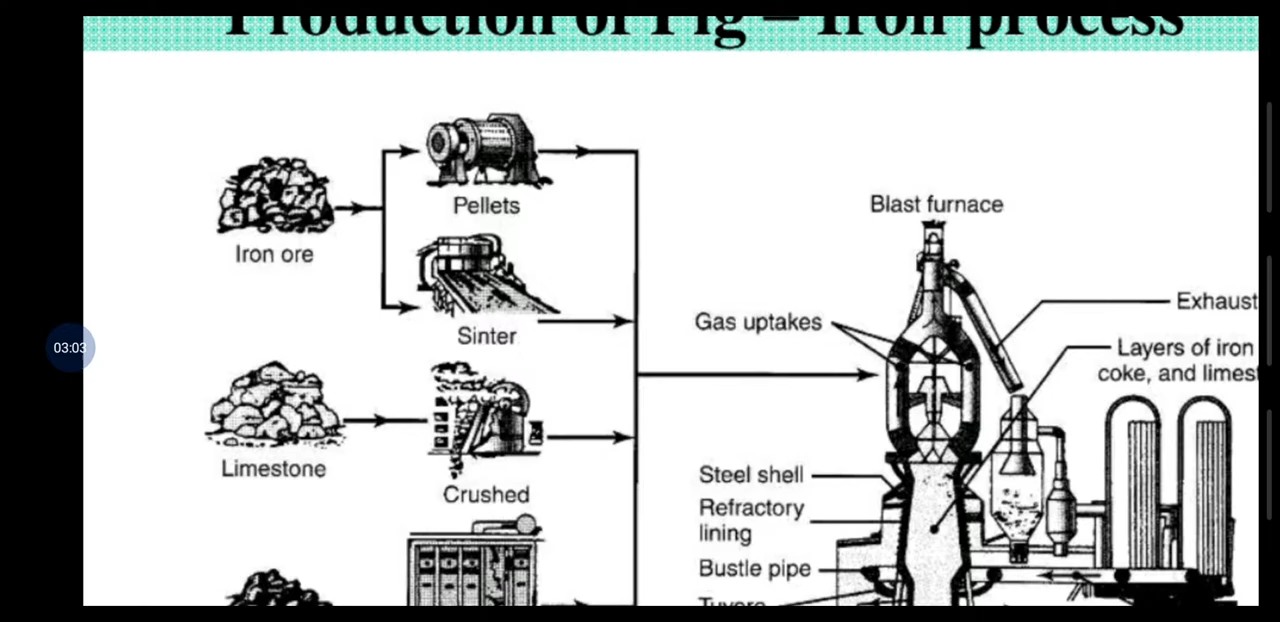 Production of Pig – Iron process
Pellets
Blast furnace
Iron ore
Exhaust
Gas uptakes
Sinter
Layers of iron
coke, and limest
Limestone
Steel shell
Crushed
Refractory
lining
Bustle pipe
Tuyere
03:03